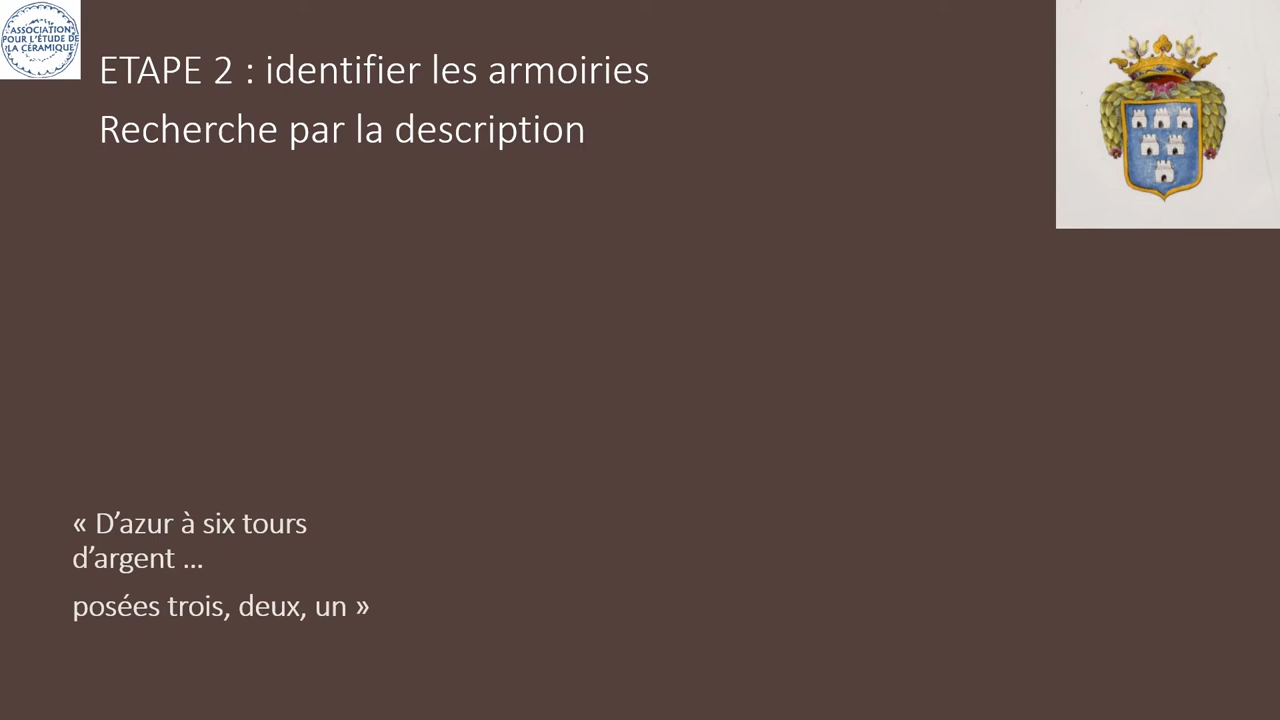 ASSOCIATION
POUR L'ÉTUDE DE
LA CÉRAMIQUE
ETAPE 2 : identifier les armoiries
Recherche par la description
« D’azur à six tours
d’argent ...
posées trois, deux, un »